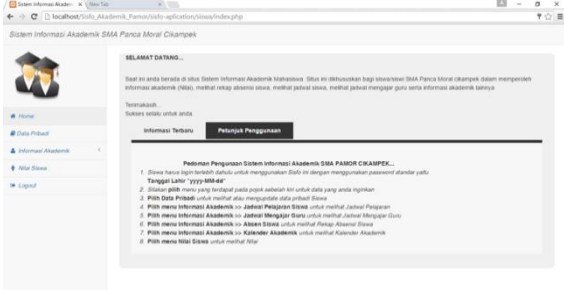 Sistem Informasi Akadem
New Tab
localhost/Sisfo_Akademik_Pamor/sisfo-aplication/siswa/index.php
Sistem Informasi Akademik SMA Panca Moral Cikampek
Home
Data Pribadi
Informasi Akademik
Nilai Siswa
Logout
SELAMAT DATANG...
Saat ini anda berada di situs Sistem Informasi Akademik Mahasiswa. Situs ini dikhususkan bagi siswa/siswi SMA Panca Moral Cikampek dalam memperoleh
informasi akademik (Nilai), melihat rekap absensi siswa, melihat jadwal siswa, melihat jadwal mengajar guru serta informasi akademik lainya
Terimakasih...
Sukses selalu untuk anda
Informasi Terbaru
Petunjuk Penggunaan
Pedoman Pengunaan Sistem Informasi Akademik SMA PAMOR CIKAMPEK...
1. Siswa harus login terlebih dahulu untuk menggunakan Sisfo ini dengan menggunakan password standar yaitu
Tanggal Lahir "yyyy-MM-dd"
2. Silakan pilih menu yang terdapat pada pojok sebelah kiri untuk data yang anda inginkan
3. Pilih Data Pribadi untuk melihat atau mengupdate data pribadi Siswa
4. Pilih menu Informasi Akademik >> Jadwal Pelajaran Siswa untuk melihat Jadwal Pelajaran
5. Pilih menu Informasi Akademik >> Jadwal Mengajar Guru untuk melihat Jadwal Mengajar Guru
6. Pilih menu Informasi Akademik >> Absen Siswa untuk melihat Rekap Absensi Siswa
7. Pilih menu Informasi Akademik >> Kalender Akademik untuk melihat Kalender Akademik
8. Pilih menu Nilai Siswa untuk melihat Nilai